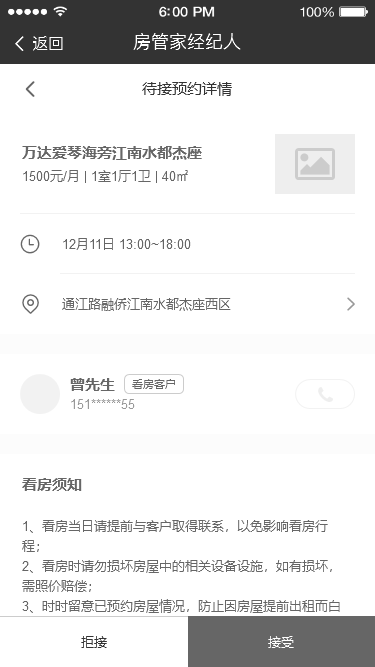 6:00 PM
100%
返回
房管家经纪人
待接预约详情
万达爱琴海旁江南水都杰座
1500元/月 | 1室1厅1卫 | 40㎡
12月11日 13:00~18:00
通江路融侨江南水都杰座西区
曾先生 看房客户
151******55
看房须知
1、看房当日请提前与客户取得联系，以免影响看房行
程；
2、看房时请勿损坏房屋中的相关设备设施，如有损坏，
需照价赔偿；
3、时时留意已预约房屋情况，防止因房屋提前出租而白
拒接
接受